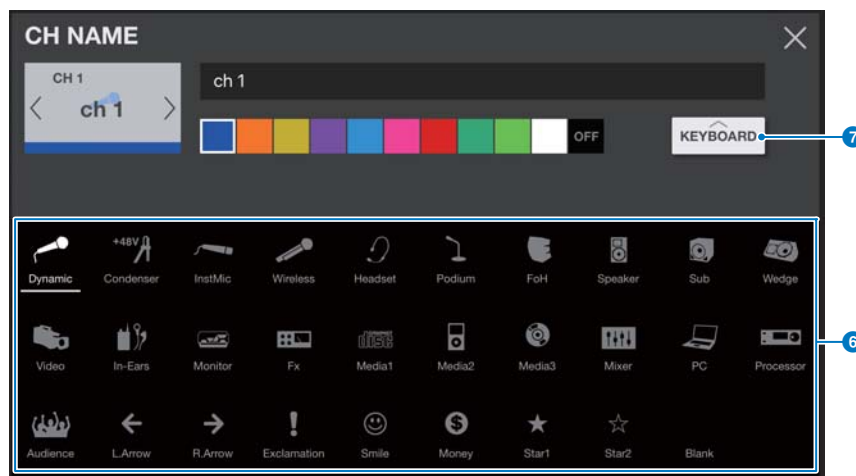 CH NAME
CH 1
ch 1
ch 1
OFF
KEYBOARD
7
Dynamic
+48V
Condenser
InstMic
Wireless
Headset
Podium
FoH
Speaker
Sub
Wedge
Video
In-Ears
Monitor
Fx
disc
Media1
Media2
Media3
Mixer
PC
Processor
6
Audience
L.Arrow
R.Arrow
Exclamation
Smile
Money
Star1
Star2
Blank